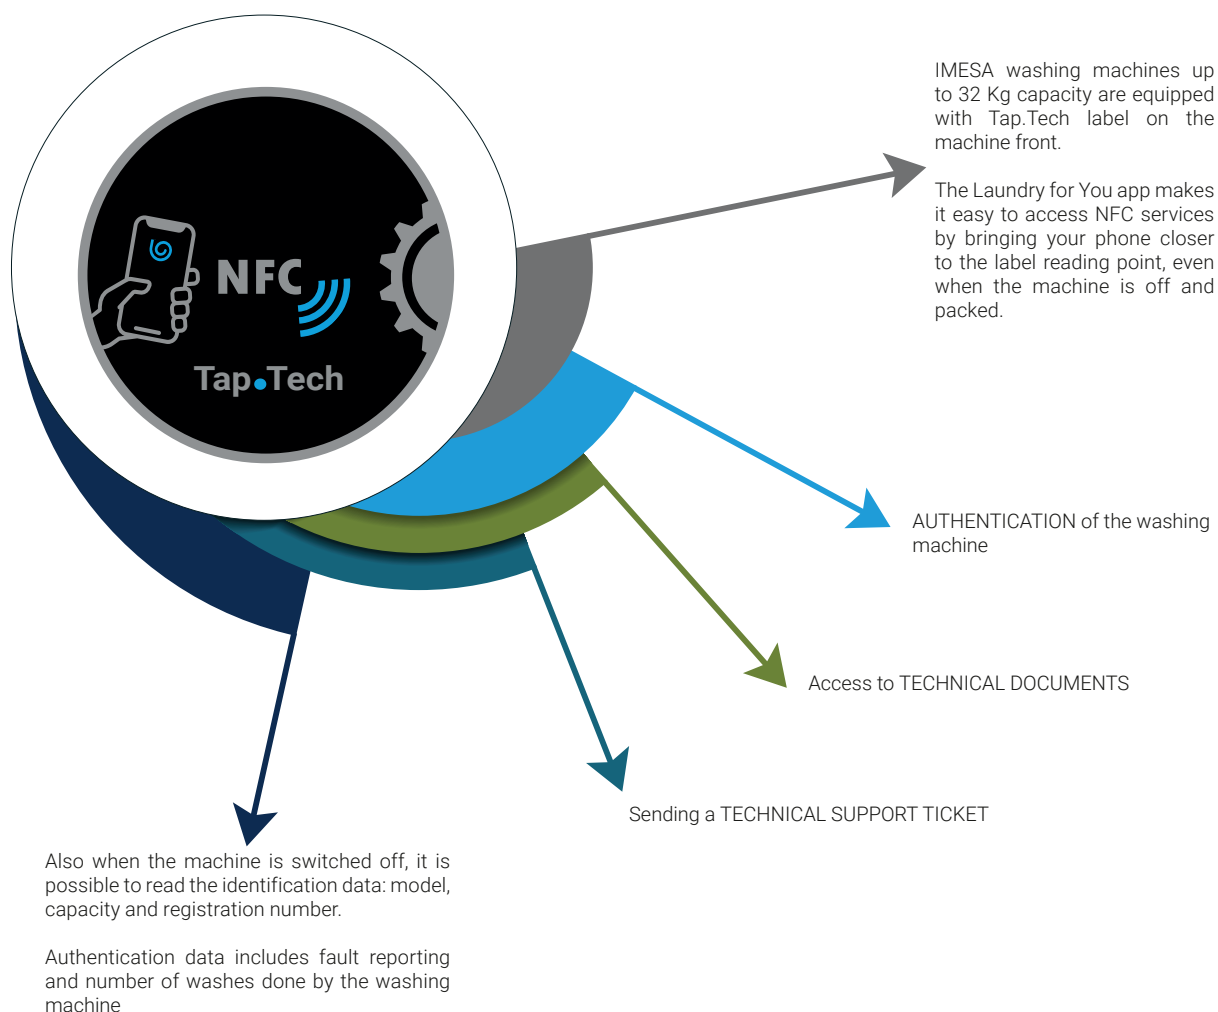 IMESA washing machines up
to 32 Kg capacity are equipped
with Tap.Tech label on the
machine front.
The Laundry for You app makes
it easy to access NFC services
by bringing your phone closer
to the label reading point, even
when the machine is off and
packed.
NFC
Tap.Tech
AUTHENTICATION of the washing
machine
Access to TECHNICAL DOCUMENTS
Sending a TECHNICAL SUPPORT TICKET
Also when the machine is switched off, it is
possible to read the identification data: model,
capacity and registration number.
Authentication data includes fault reporting
and number of washes done by the washing
machine